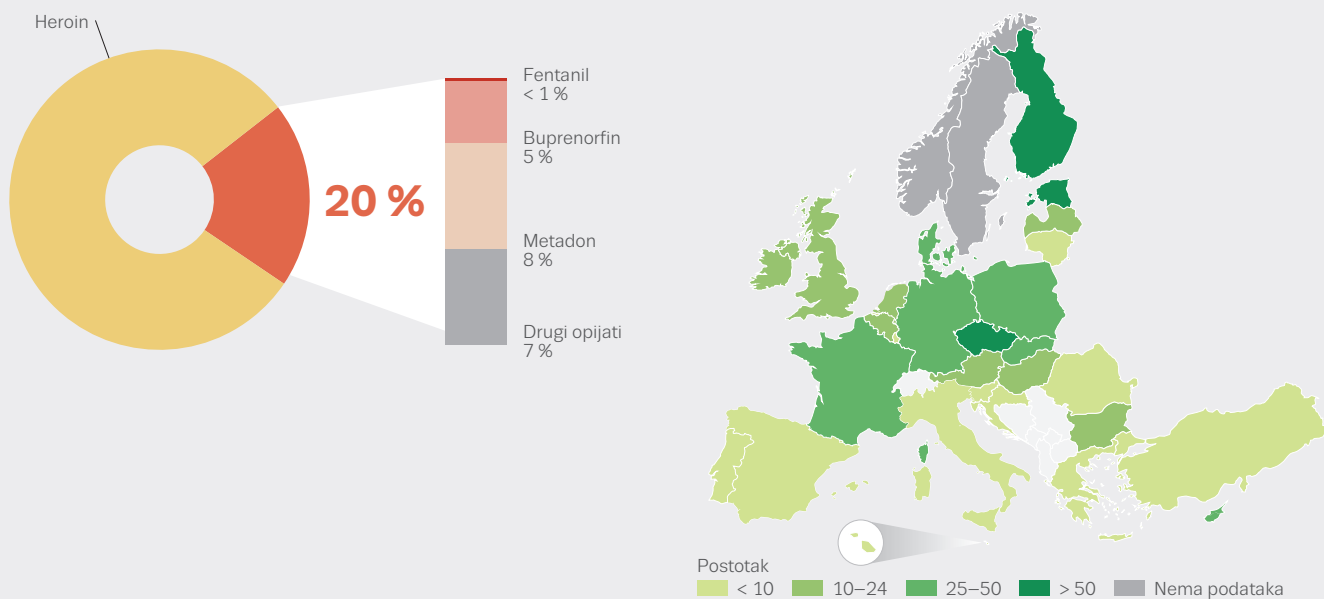 Heroin
20 %
Fentanil
< 1 %
Buprenorfin
5 %
Metadon
8 %
Drugi opijati
7 %
Postotak
< 10
10–24
25–50
> 50
Nema podataka